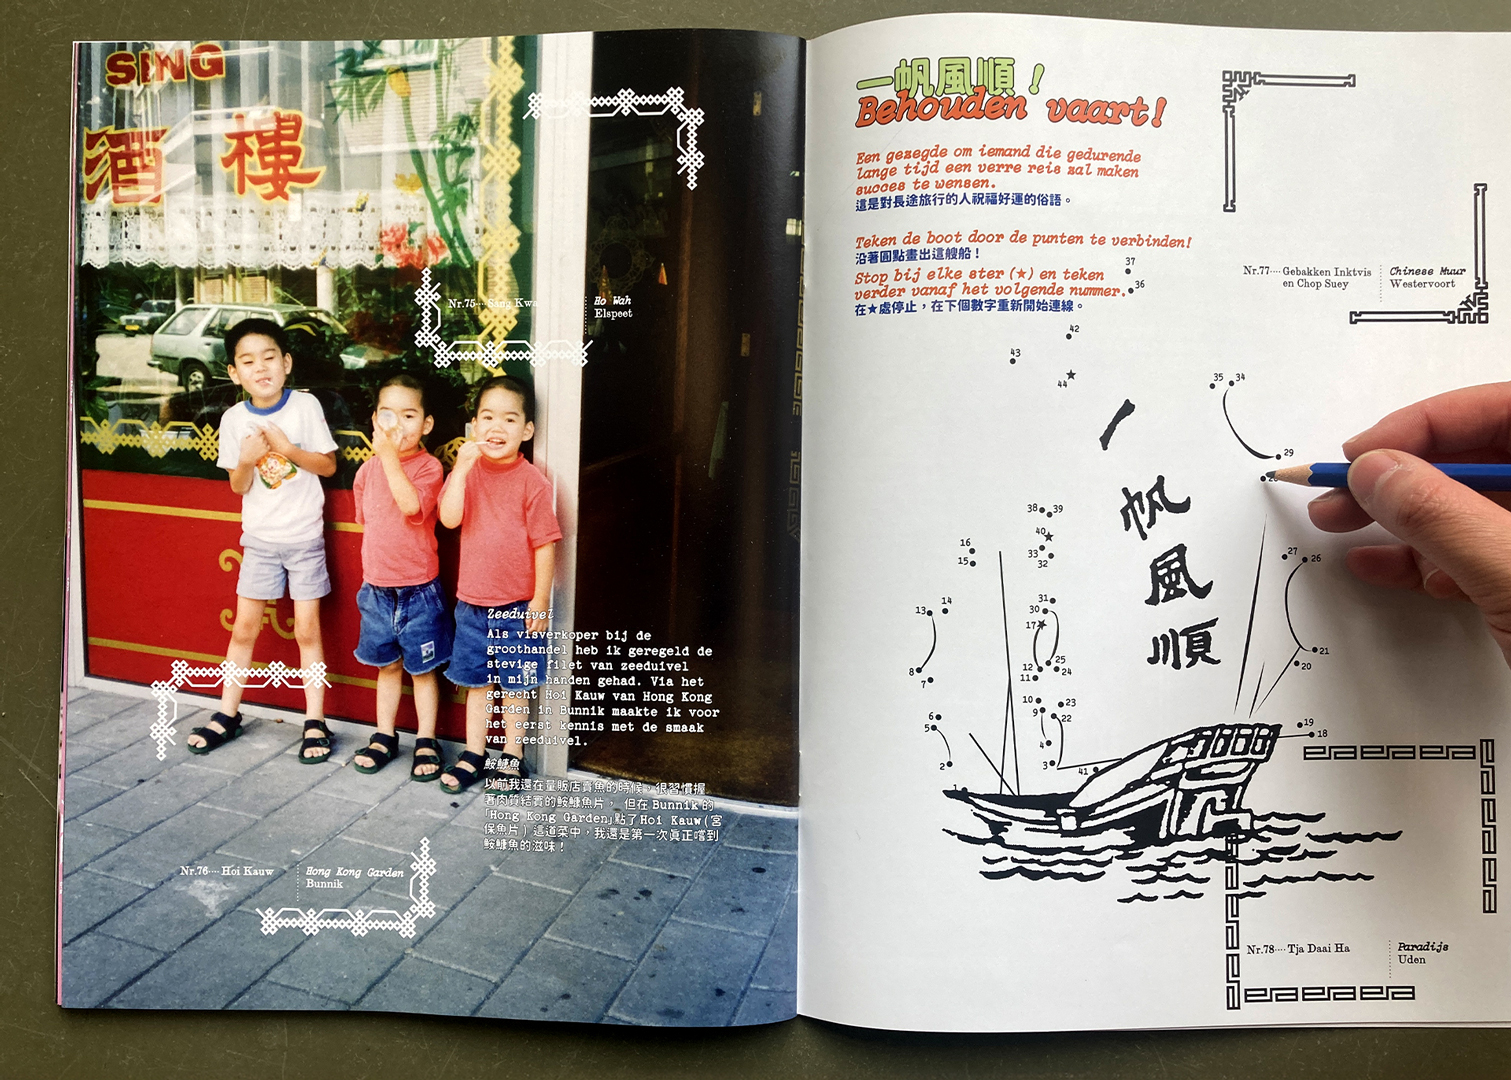 SING
酒樓
Nr.75····Sang Kwa
Ho Wah
Elspeet
Zeeduivel
Als visverkoper bij de
groothandel heb ik geregeld de
stevige filet van zeeduivel
in mijn handen gehad. Via het
gerecht Hoi Kauw van Hong Kong
Garden in Bunnik maakte ik voor
het eerst kennis met de smaak
van zeeduivel.
鮟鱇魚
以前我還在量販店賣魚的時候，很習慣握
著肉質結實的鮟鱇魚片， 但在 Bunnik 的
「Hong Kong Garden」點了Hoi Kauw(宮
保魚片) 這道菜中，我還是第一次真正嚐到
鮟鱇魚的滋味！
Nr.76····Hoi Kauw
Hong Kong Garden
Bunnik
一帆風順！
Behouden vaart!
Een gezegde om iemand die gedurende
lange tijd een verre reis zal maken
succes te wensen.
這是對長途旅行的人祝福好運的俗語。
Teken de boot door de punten te verbinden!
沿著圓點畫出這艘船！
Stop bij elke ster (★) en teken
verder vanaf het volgende nummer.
在★處停止，在下個數字重新開始連線。
Nr.77····Gebakken Inktvis
en Chop Suey
Chinese Muur
Westervoort
37
36
42
43
44
35 34
29
一帆風順
38 39
40
33
32
16
15
27 26
31
30
17
13 14
8
7
12
11
25
24
21
20
10
9
23
22
6
5
4
3
2
1
41
19
18
Nr.78····Tja Daai Ha
Paradijs
Uden